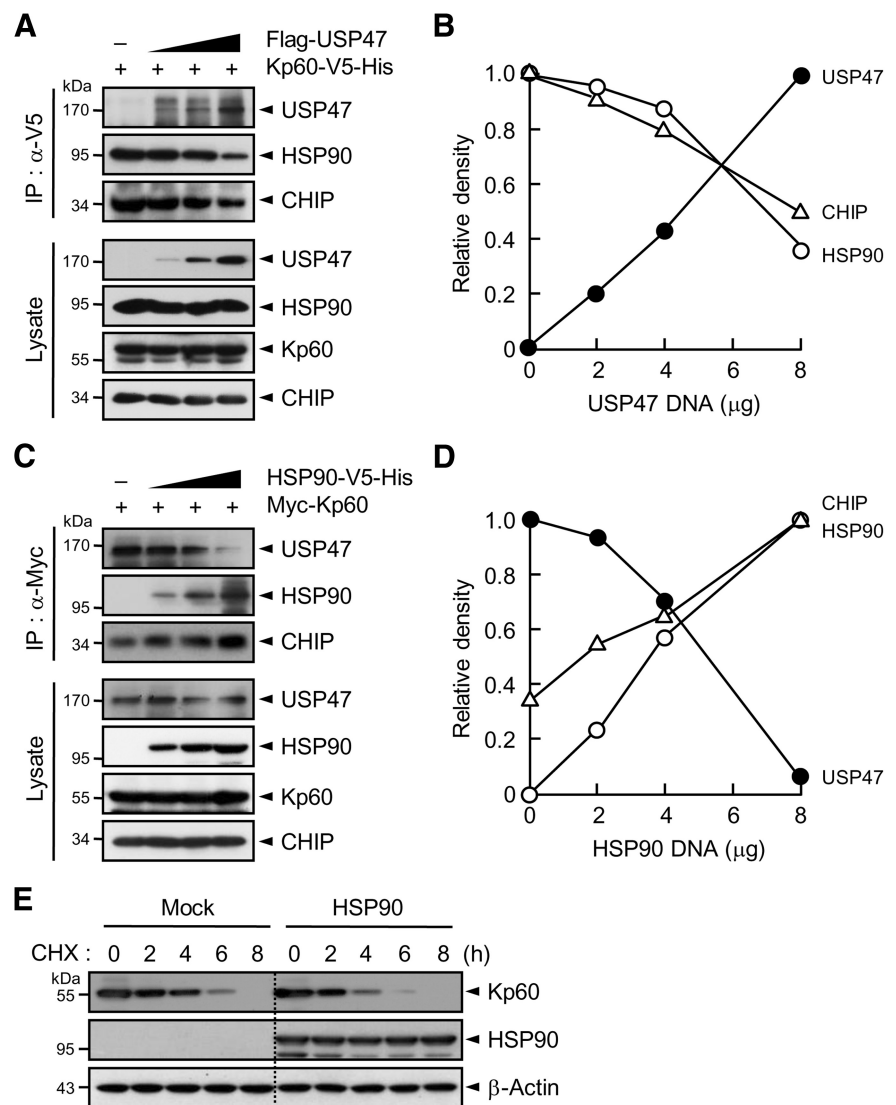 A
– Flag-USP47
+ + + + Kp60-V5-His
kDa
IP : α-V5
170 USP47
95 HSP90
34 CHIP
Lysate
170 USP47
95 HSP90
Kp60
55
34 CHIP
B
Relative density
1.0
0.8
0.6
0.4
0.2
0
0 2 4 6 8
USP47 DNA (μg)
USP47
CHIP
HSP90
C
– HSP90-V5-His
+ + + + Myc-Kp60
kDa
IP : α-Myc
170 USP47
HSP90
95
34 CHIP
Lysate
170 USP47
HSP90
95
55 Kp60
34 CHIP
D
Relative density
1.0
0.8
0.6
0.4
0.2
0
0 2 4 6 8
HSP90 DNA (μg)
CHIP
HSP90
USP47
E
Mock HSP90
CHX : 0 2 4 6 8 0 2 4 6 8 (h)
kDa
55 Kp60
HSP90
95
43 β-Actin